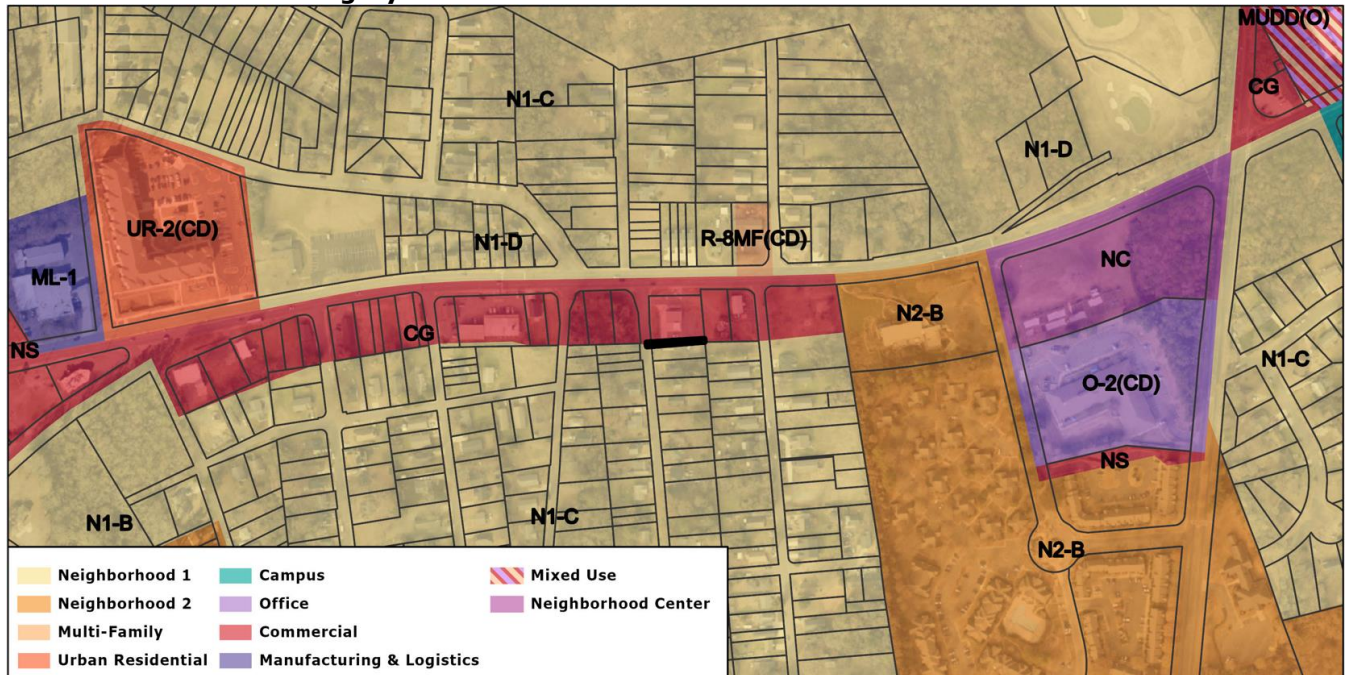 MUDD(O)
CG
N1-C
N1-D
UR-2(CD)
N1-D
R-8MF(CD)
NC
ML-1
N2-B
CG
NS
N1-C
O-2(CD)
NS
N1-B
N1-C
N2-B
Neighborhood 1
Neighborhood 2
Multi-Family
Urban Residential
Campus
Office
Commercial
Manufacturing & Logistics
Mixed Use
Neighborhood Center